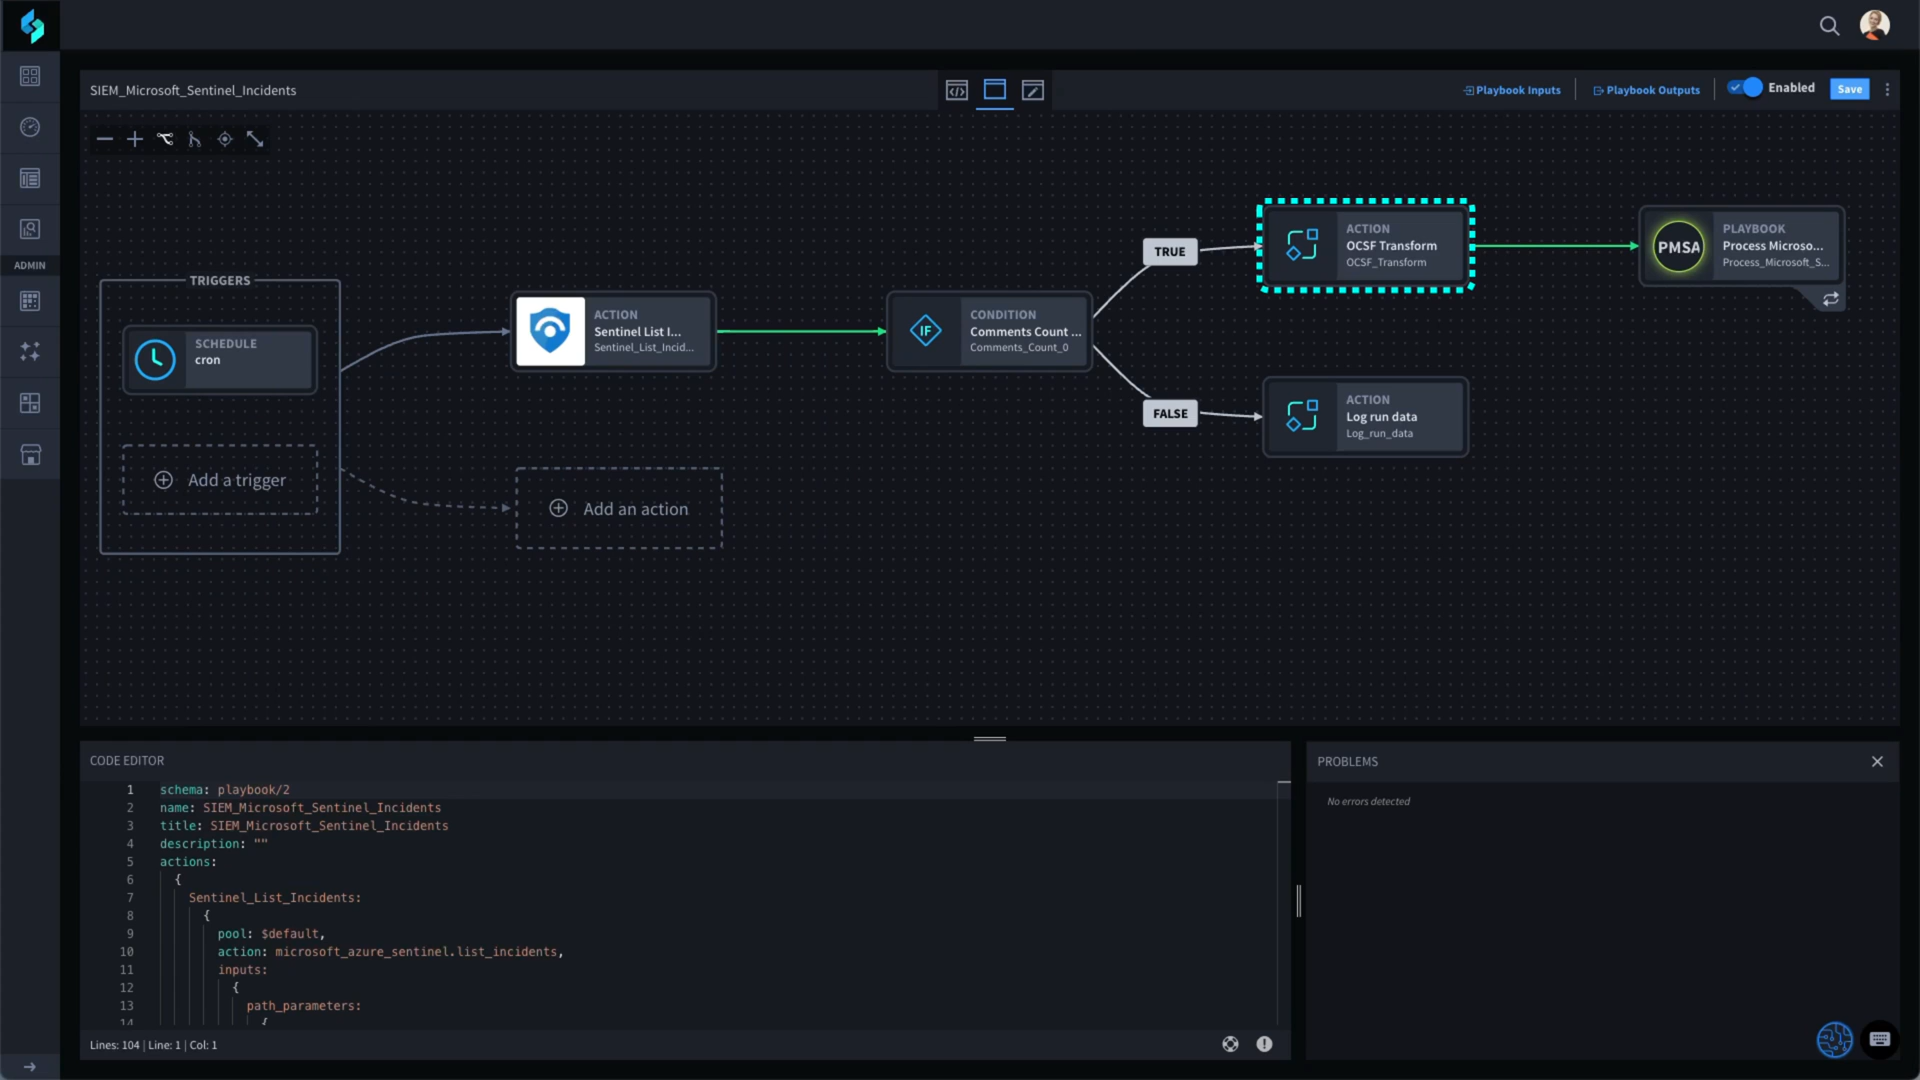 SIEM_Microsoft_Sentinel_Incidents
Playbook Inputs
Playbook Outputs
Enabled
Save
ADMIN
TRIGGERS
SCHEDULE
cron
Add a trigger
ACTION
Sentinel List I...
Sentinel_List_Incid...
Add an action
CONDITION
Comments Count ...
Comments_Count_0
IF
TRUE
FALSE
ACTION
OCSF Transform
OCSF_Transform
ACTION
Log run data
Log_run_data
PMSA
PLAYBOOK
Process Microso...
Process_Microsoft_S...
CODE EDITOR
1 schema: playbook/2
2 name: SIEM_Microsoft_Sentinel_Incidents
3 title: SIEM_Microsoft_Sentinel_Incidents
4 description: ""
5 actions:
6 {
7 Sentinel_List_Incidents:
8 {
9 pool: $default,
10 action: microsoft_azure_sentinel.list_incidents,
11 inputs:
12 {
13 path_parameters:
14 {
Lines: 104 | Line: 1 | Col: 1
PROBLEMS
No errors detected